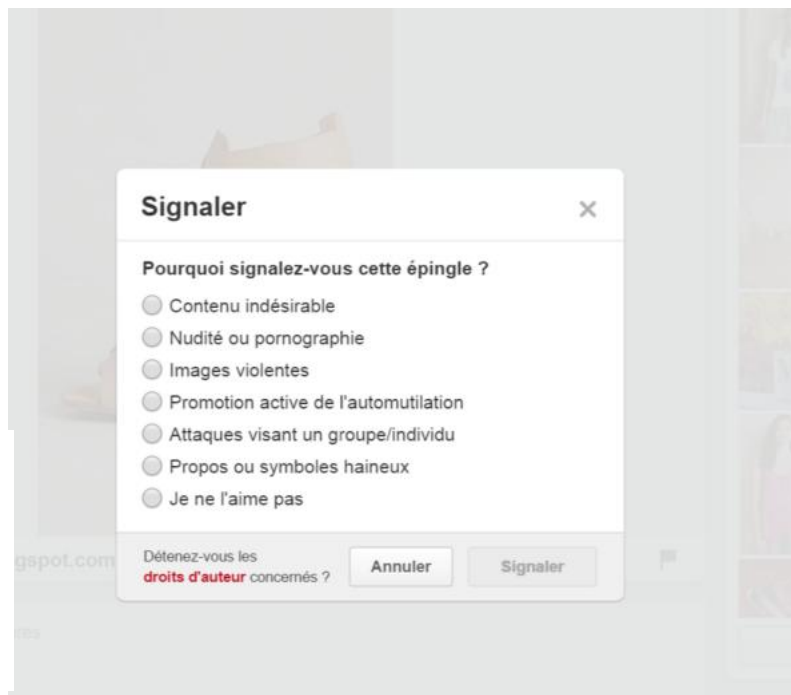 Signaler
×
Pourquoi signalez-vous cette épingle ?
Contenu indésirable
Nudité ou pornographie
Images violentes
Promotion active de l'automutilation
Attaques visant un groupe/individu
Propos ou symboles haineux
Je ne l'aime pas
Détenez-vous les
droits d'auteur concernés ?
Annuler
Signaler
gspot.com